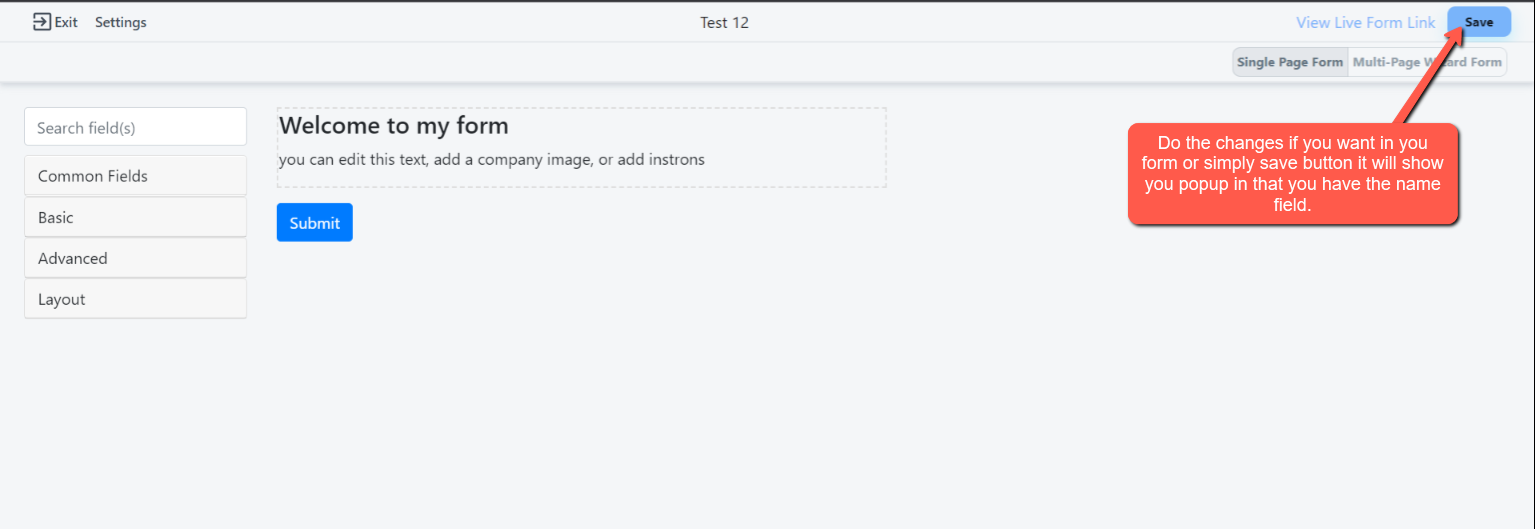 Exit Settings Test 12 View Live Form Link Save
Single Page Form Multi-Page Wizard Form
Search field(s)
Common Fields
Basic
Advanced
Layout
Welcome to my form
you can edit this text, add a company image, or add instrons
Submit
Do the changes if you want in you
form or simply save button it will show
you popup in that you have the name
field.